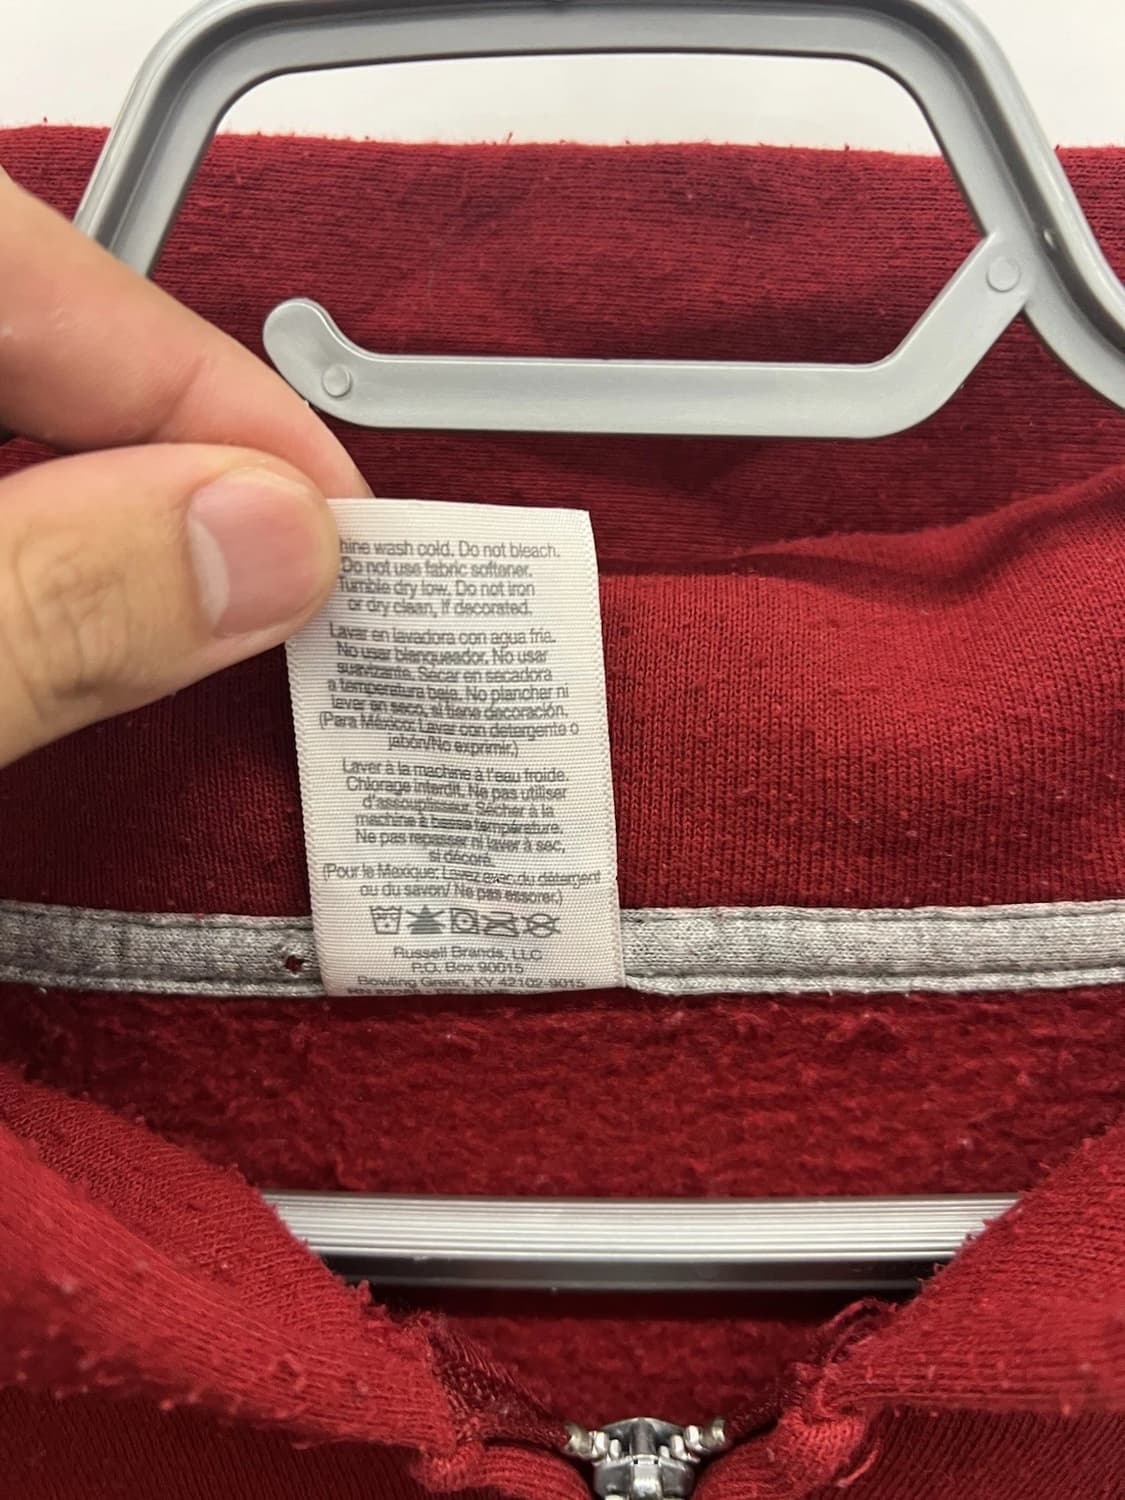 hine wash cold. Do not bleach.
Do not use fabric softener.
Tumble dry low. Do not iron
or dry clean, if decorated.
Lavar en lavadora con agua fría.
No usar blanqueador. No usar
suavizante. Secar en secadora
a temperatura baja. No planchar ni
lavar en seco, si tiene decoración.
(Para México: Lavar con detergente o
jabón/No exprimir.)
Laver à la machine à l'eau froide.
Chlorage interdit. Ne pas utiliser
d'assouplisseur. Sécher à la
machine à basse température.
Ne pas repasser ni laver à sec,
si décoré.
(Pour le Mexique: Lavez avec du détergent
ou du savon/ Ne pas essorer.)
Russell Brands, LLC
P.O. Box 90015
Bowling Green, KY 42102-9015